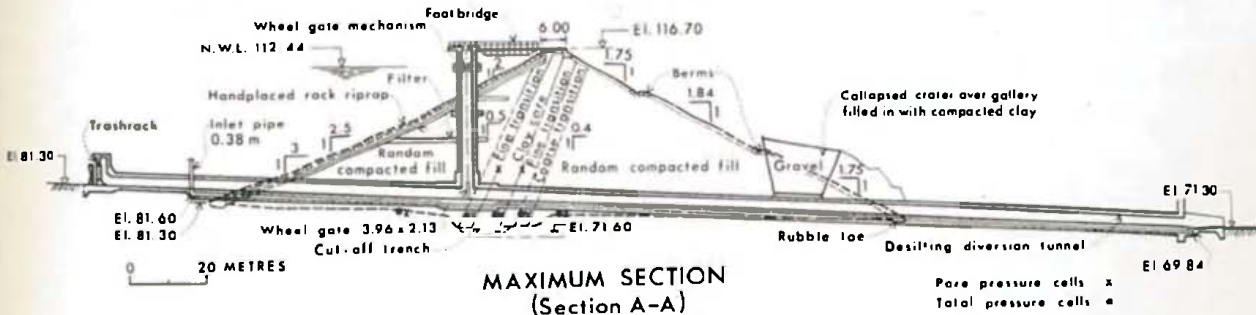 Footbridge
Wheel gate mechanism
6.00
El. 116.70
N.W.L. 112.44
1.75
1
2
1
Berms
Filter
1.84
1
Handplaced rock riprap
Collapsed crater over gallery
filled in with compacted clay
Trashrack
Inlet pipe
0.38 m
2.5
1
0.5
1
Fine transition
Clay core
Fine transition
Coarse transition
0.4
1
El. 81.30
3
1
Random
compacted fill
Random compacted fill
Gravel
1.75
1
El. 71.30
El. 81.60
El. 81.30
Wheel gate 3.96 x 2.13
El. 71.60
Cut-off trench
Rubble toe
Desilting diversion tunnel
0 20 METRES
El. 69.84
MAXIMUM SECTION
(Section A-A)
Pore pressure cells x
Total pressure cells